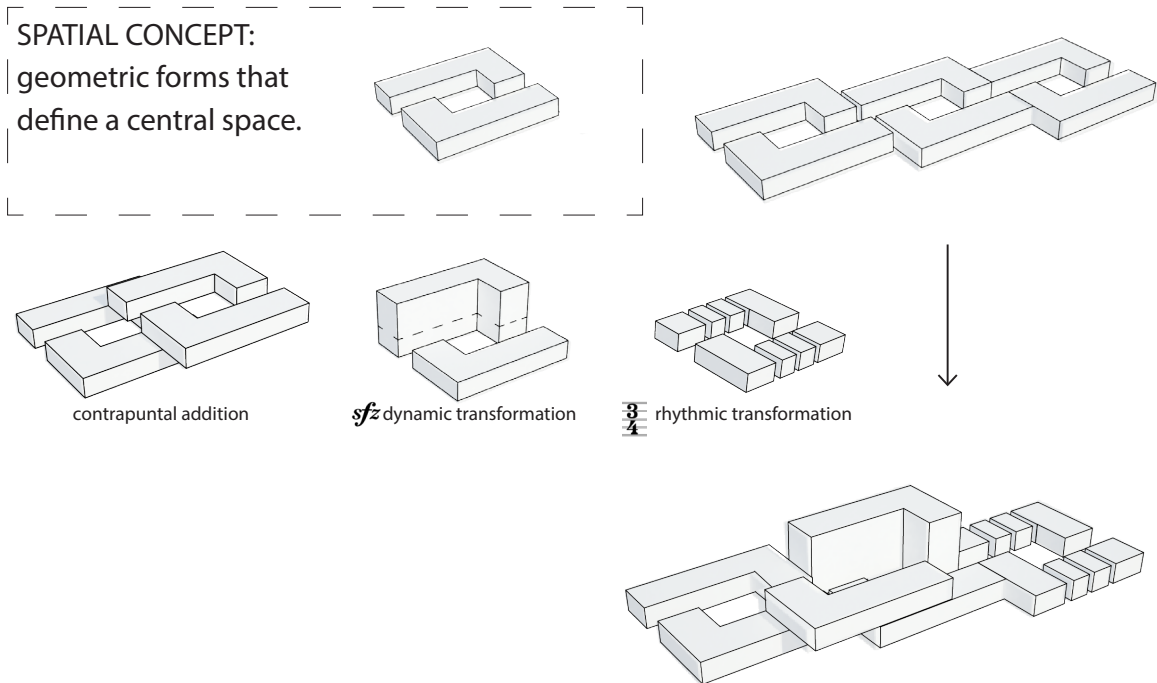 SPATIAL CONCEPT:
geometric forms that
define a central space.
contrapuntal addition
sfz dynamic transformation
3
4 rhythmic transformation